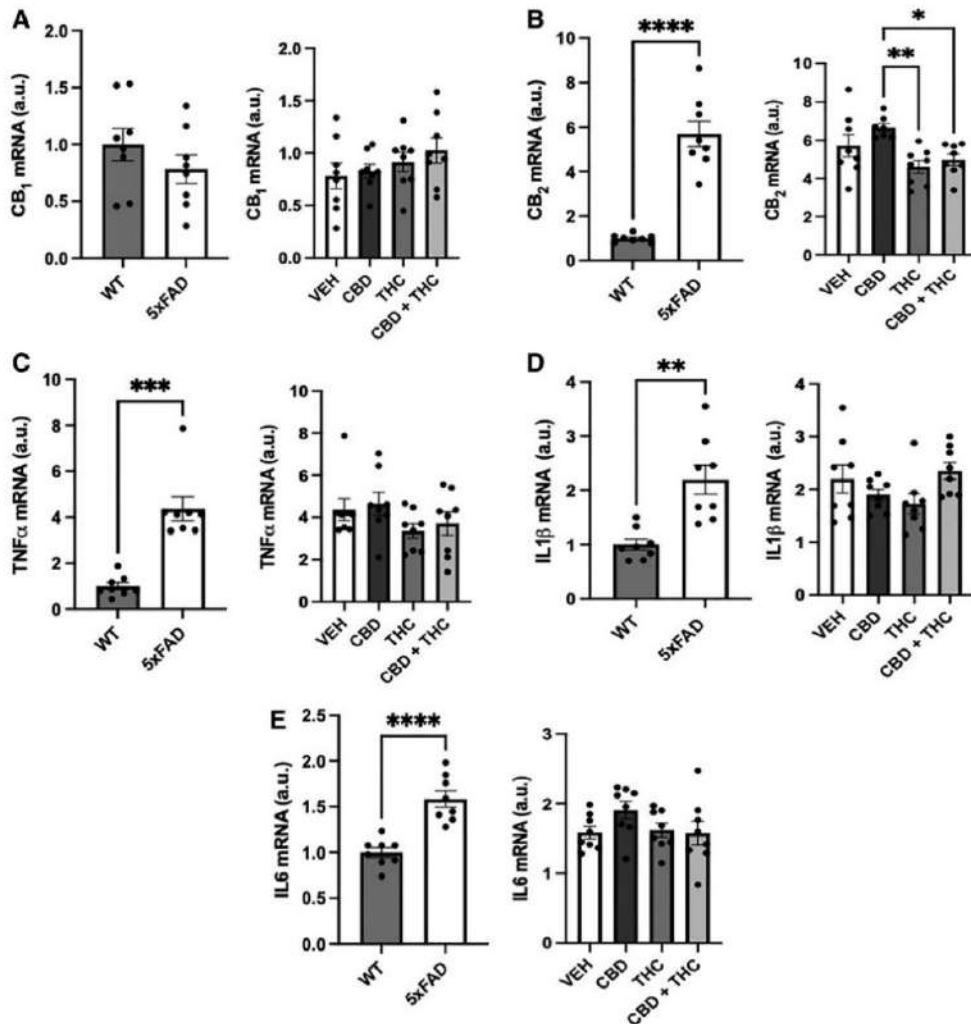 A
CB₁ mRNA (a.u.)
2.0
1.5
1.0
0.5
0.0
WT
5xFAD
CB₁ mRNA (a.u.)
2.0
1.5
1.0
0.5
0.0
VEH
CBD
THC
CBD + THC
B
CB₂ mRNA (a.u.)
10
8
6
4
2
0
****
WT
5xFAD
CB₂ mRNA (a.u.)
10
8
6
4
2
0
*
**
VEH
CBD
THC
CBD + THC
C
TNFα mRNA (a.u.)
10
8
6
4
2
0
***
WT
5xFAD
TNFα mRNA (a.u.)
10
8
6
4
2
0
VEH
CBD
THC
CBD + THC
D
IL1β mRNA (a.u.)
4
3
2
1
0
**
WT
5xFAD
IL1β mRNA (a.u.)
4
3
2
1
0
VEH
CBD
THC
CBD + THC
E
IL6 mRNA (a.u.)
2.5
2.0
1.5
1.0
0.5
0.0
****
WT
5xFAD
IL6 mRNA (a.u.)
3
2
1
0
VEH
CBD
THC
CBD + THC